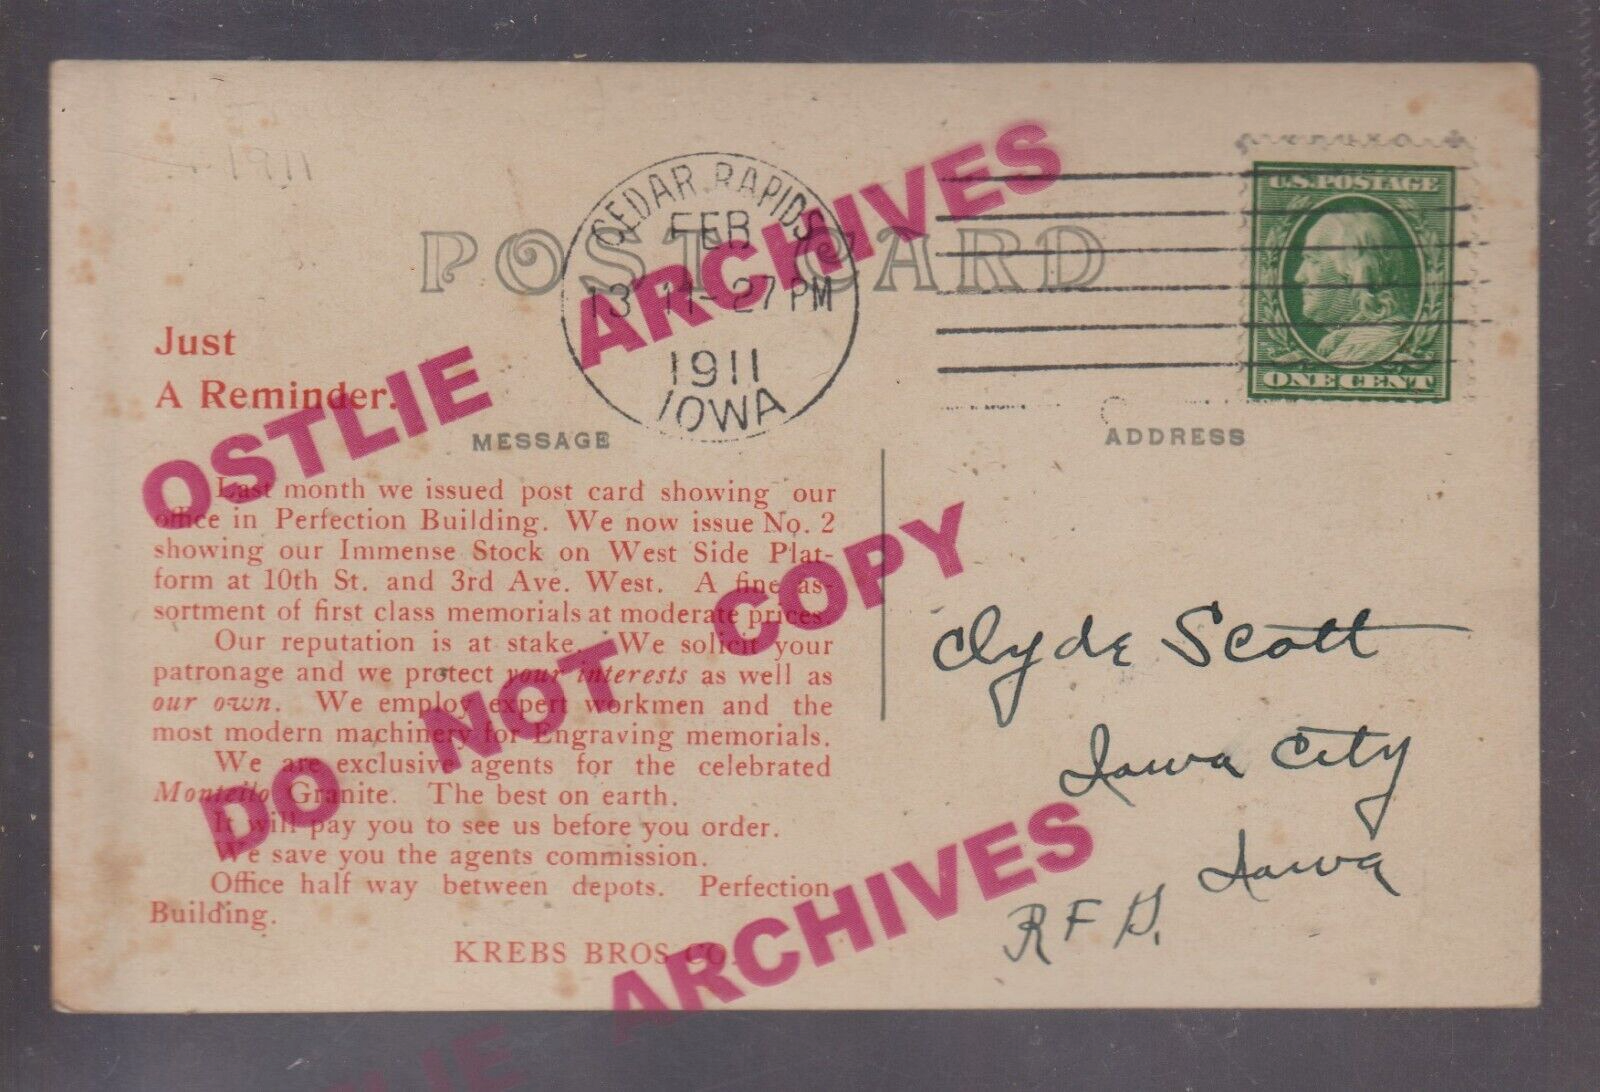 1911
POST CARD
CEDAR RAPIDS
FEB
13 11-27 PM
1911
IOWA
U.S. POSTAGE
ONE CENT
Just
A Reminder.
MESSAGE
ADDRESS
Last month we issued post card showing our
office in Perfection Building. We now issue No. 2
showing our Immense Stock on West Side Plat-
form at 10th St. and 3rd Ave. West. A fine as-
sortment of first class memorials at moderate prices.
Our reputation is at stake. We solicit your
patronage and we protect your interests as well as
our own. We employ expert workmen and the
most modern machinery for Engraving memorials.
We are exclusive agents for the celebrated
Montello Granite. The best on earth.
It will pay you to see us before you order.
We save you the agents commission.
Office half way between depots. Perfection
Building.
KREBS BROS. CO.
Clyde Scott
Iowa City
Iowa
R F D.
OSTLIE ARCHIVES
DO NOT COPY
OSTLIE ARCHIVES